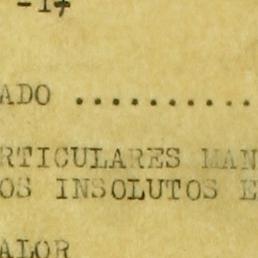 -17
ADO ..........
RTICULARES MAN
OS INSOLUTOS E
ALOR